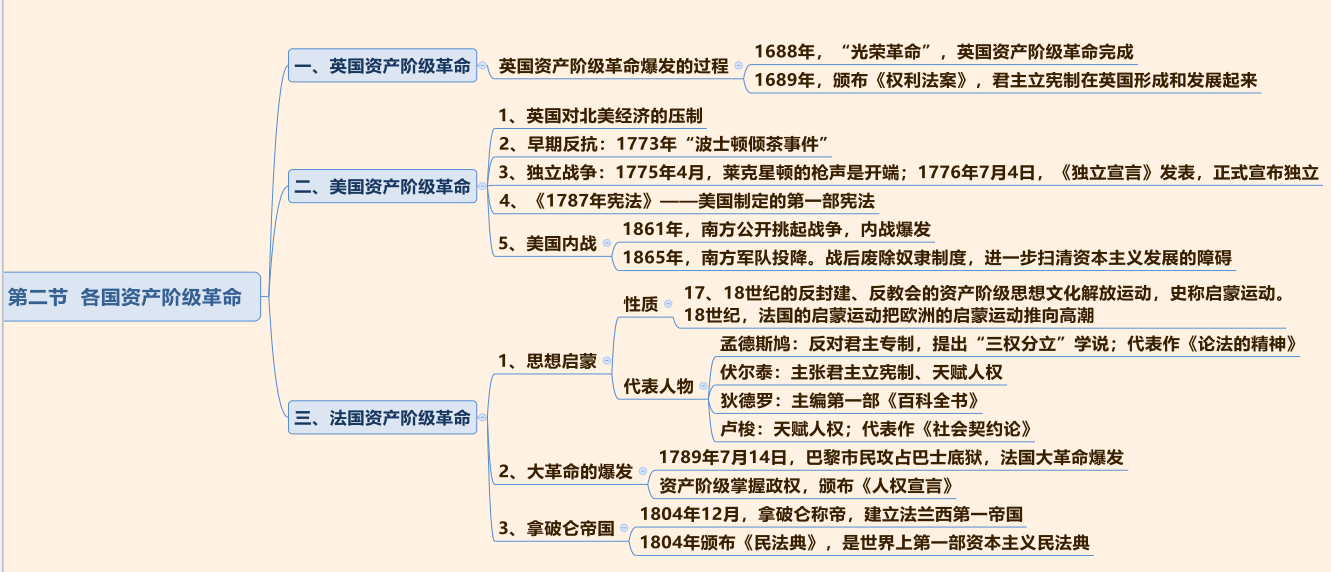 第二节 各国资产阶级革命
一、英国资产阶级革命
英国资产阶级革命爆发的过程
1688年，“光荣革命”，英国资产阶级革命完成
1689年，颁布《权利法案》，君主立宪制在英国形成和发展起来
二、美国资产阶级革命
1、英国对北美经济的压制
2、早期反抗：1773年“波士顿倾茶事件”
3、独立战争：1775年4月，莱克星顿的枪声是开端；1776年7月4日，《独立宣言》发表，正式宣布独立
4、《1787年宪法》——美国制定的第一部宪法
5、美国内战
1861年，南方公开挑起战争，内战爆发
1865年，南方军队投降。战后废除奴隶制度，进一步扫清资本主义发展的障碍
三、法国资产阶级革命
1、思想启蒙
性质
17、18世纪的反封建、反教会的资产阶级思想文化解放运动，史称启蒙运动。
18世纪，法国的启蒙运动把欧洲的启蒙运动推向高潮
代表人物
孟德斯鸠：反对君主专制，提出“三权分立”学说；代表作《论法的精神》
伏尔泰：主张君主立宪制、天赋人权
狄德罗：主编第一部《百科全书》
卢梭：天赋人权；代表作《社会契约论》
2、大革命的爆发
1789年7月14日，巴黎市民攻占巴士底狱，法国大革命爆发
资产阶级掌握政权，颁布《人权宣言》
3、拿破仑帝国
1804年12月，拿破仑称帝，建立法兰西第一帝国
1804年颁布《民法典》，是世界上第一部资本主义民法典